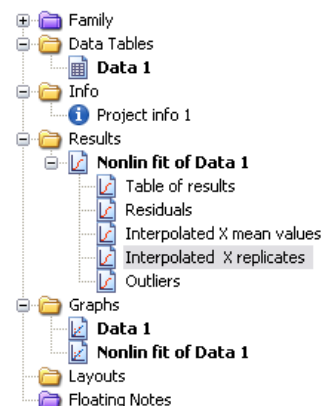 Family
Data Tables
Data 1
Info
Project info 1
Results
Nonlin fit of Data 1
Table of results
Residuals
Interpolated X mean values
Interpolated X replicates
Outliers
Graphs
Data 1
Nonlin fit of Data 1
Layouts
Floating Notes